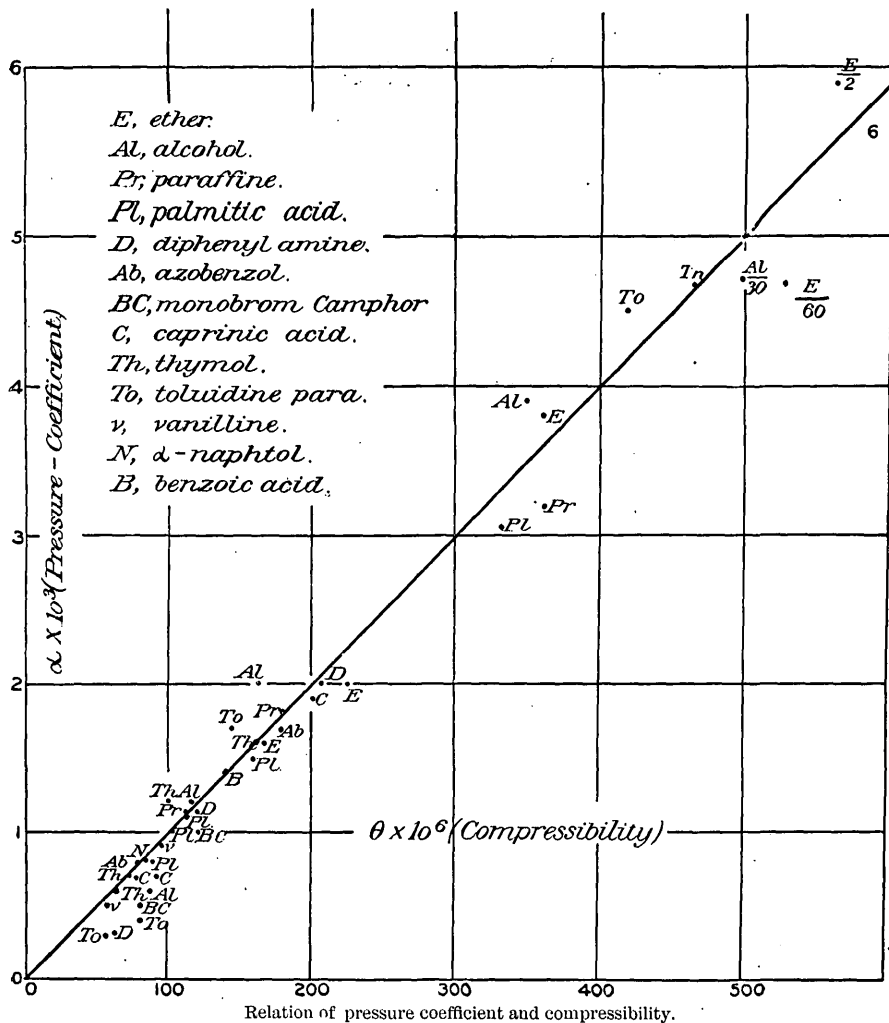 6
E
2
6
E, ether.
Al, alcohol.
Pr, paraffine.
Pl, palmitic acid.
D, diphenyl amine.
Ab, azobenzol.
BC, monobrom Camphor
C, caprinic acid.
Th, thymol.
To, toluidine para.
v, vanilline.
N, α-naphtol.
B, benzoic acid.
5
To
Tn
Al
30
E
60
4
Al
E
Pr
Pl
3
α × 10³ (Pressure-Coefficient)
2
Al
D
E
C
Pr
To
Ab
Th
E
Pl
B
Th Al
Pr
D
Pl
1
Pl
BC
θ × 10⁶ (Compressibility)
v
N
Ab
Pl
Th
C
C
Th
Al
v
BC
To
To
D
0
0
100
200
300
400
500
Relation of pressure coefficient and compressibility.